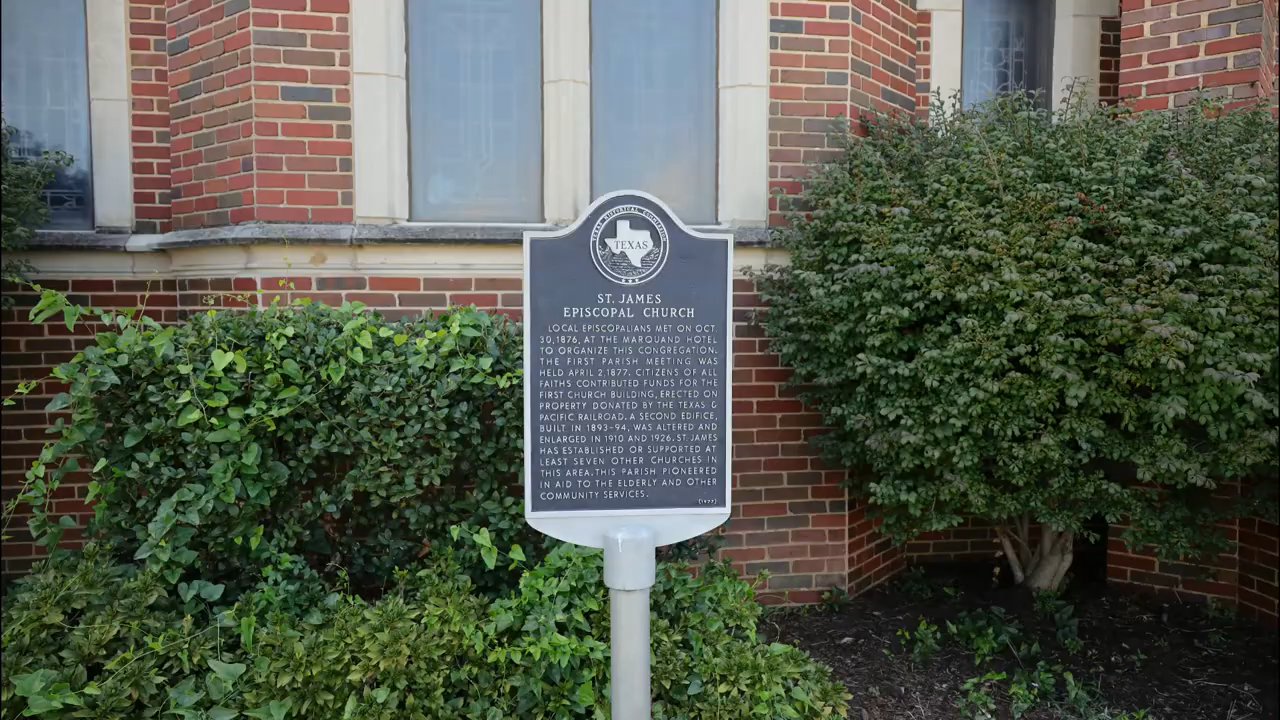 TEXAS HISTORICAL COMMISSION
TEXAS
ST. JAMES
EPISCOPAL CHURCH
LOCAL EPISCOPALIANS MET ON OCT.
30, 1876, AT THE MARQUAND HOTEL
TO ORGANIZE THIS CONGREGATION.
THE FIRST PARISH MEETING WAS
HELD APRIL 2, 1877. CITIZENS OF ALL
FAITHS CONTRIBUTED FUNDS FOR THE
FIRST CHURCH BUILDING, ERECTED ON
PROPERTY DONATED BY THE TEXAS &
PACIFIC RAILROAD. A SECOND EDIFICE,
BUILT IN 1893-94, WAS ALTERED AND
ENLARGED IN 1910 AND 1926. ST. JAMES
HAS ESTABLISHED OR SUPPORTED AT
LEAST SEVEN OTHER CHURCHES IN
THIS AREA. THIS PARISH PIONEERED
IN AID TO THE ELDERLY AND OTHER
COMMUNITY SERVICES.
(1977)